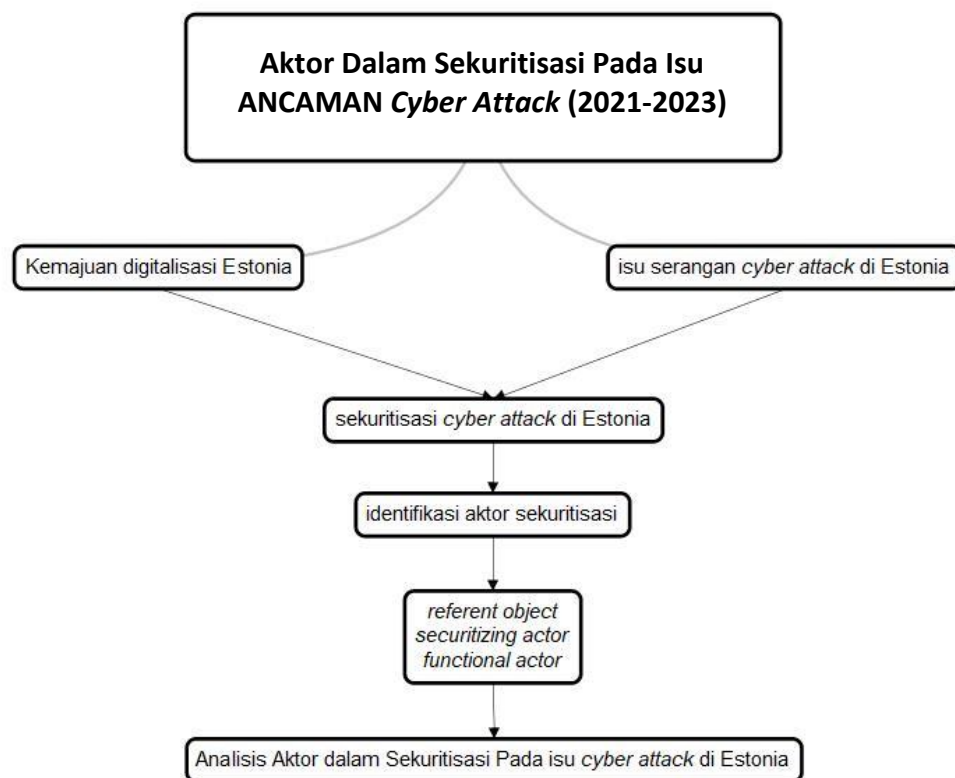 Aktor Dalam Sekuritisasi Pada Isu
ANCAMAN Cyber Attack (2021-2023)
Kemajuan digitalisasi Estonia
isu serangan cyber attack di Estonia
sekuritisasi cyber attack di Estonia
identifikasi aktor sekuritisasi
referent object
securitizing actor
functional actor
Analisis Aktor dalam Sekuritisasi Pada isu cyber attack di Estonia